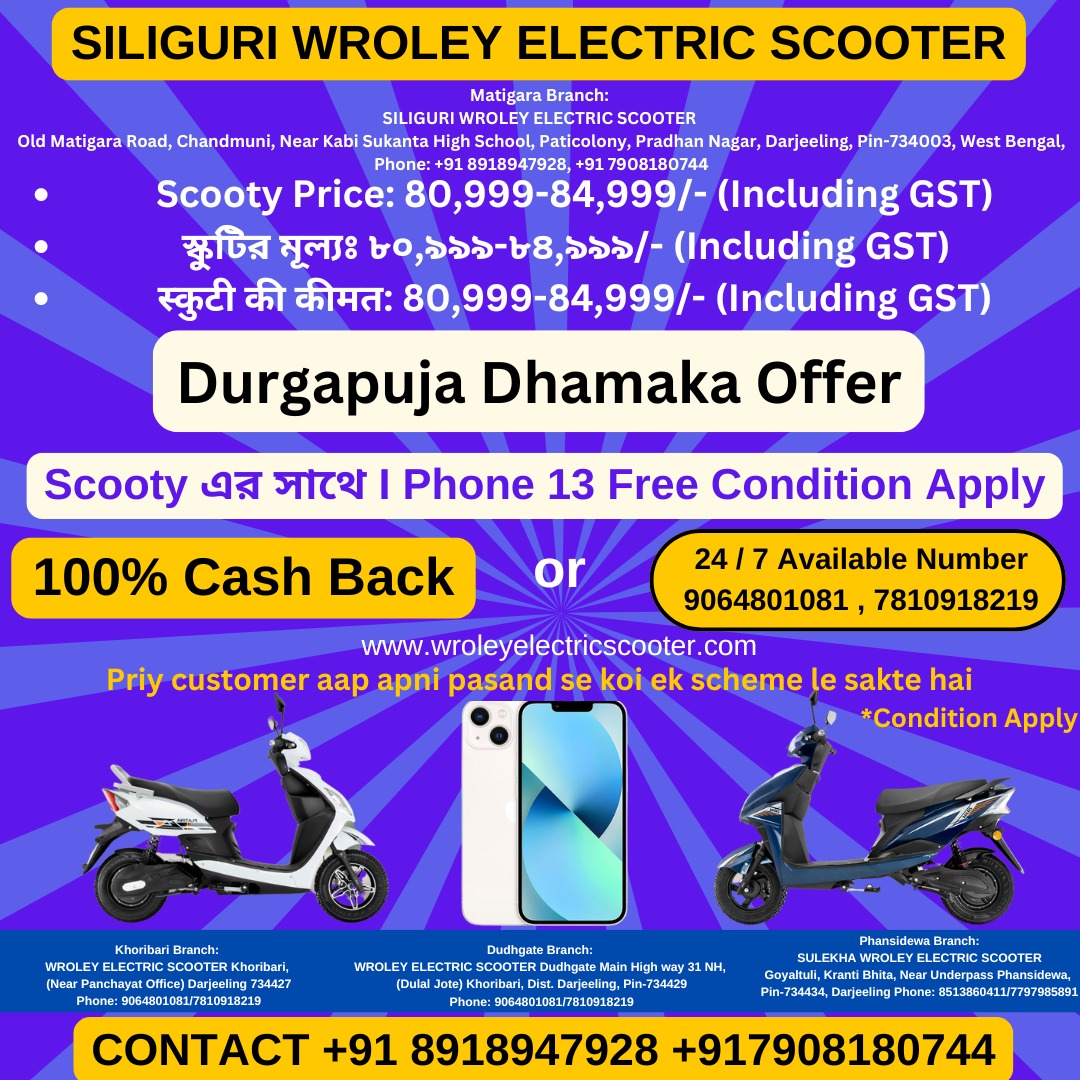 SILIGURI WROLEY ELECTRIC SCOOTER
Matigara Branch:
SILIGURI WROLEY ELECTRIC SCOOTER
Old Matigara Road, Chandmuni, Near Kabi Sukanta High School, Paticolony, Pradhan Nagar, Darjeeling, Pin-734003, West Bengal,
Phone: +91 8918947928, +91 7908180744
• Scooty Price: 80,999-84,999/- (Including GST)
• স্কুটির মূল্যঃ ৮০,৯৯৯-৮৪,৯৯৯/- (Including GST)
• स्कुटी की कीमत: 80,999-84,999/- (Including GST)
Durgapuja Dhamaka Offer
Scooty এর সাথে I Phone 13 Free Condition Apply
100% Cash Back
or
24 / 7 Available Number
9064801081 , 7810918219
www.wroleyelectricscooter.com
Priy customer aap apni pasand se koi ek scheme le sakte hai
*Condition Apply
Khoribari Branch:
WROLEY ELECTRIC SCOOTER Khoribari,
(Near Panchayat Office) Darjeeling 734427
Phone: 9064801081/7810918219
Dudhgate Branch:
WROLEY ELECTRIC SCOOTER Dudhgate Main High way 31 NH,
(Dulal Jote) Khoribari, Dist. Darjeeling, Pin-734429
Phone: 9064801081/7810918219
Phansidewa Branch:
SULEKHA WROLEY ELECTRIC SCOOTER
Goyaltuli, Kranti Bhita, Near Underpass Phansidewa,
Pin-734434, Darjeeling Phone: 8513860411/7797985891
CONTACT +91 8918947928 +917908180744